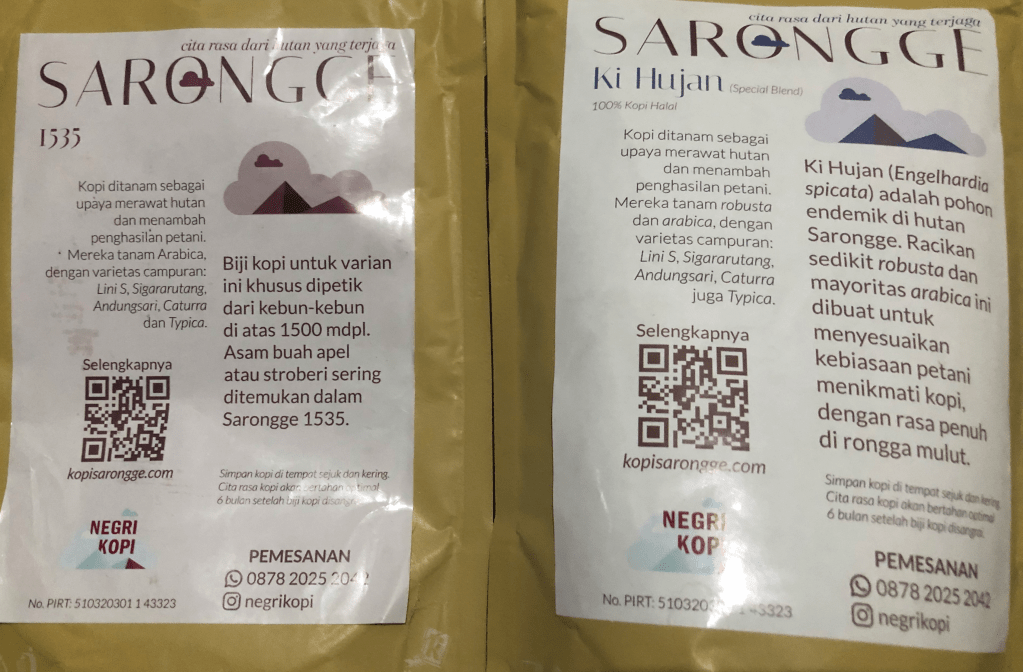 cita rasa dari hutan yang terjaga
SARONGGE
1535
Kopi ditanam sebagai
upaya merawat hutan
dan menambah
penghasilan petani.
Mereka tanam Arabica,
dengan varietas campuran:
Lini S, Sigararutang,
Andungsari, Caturra
dan Typica.
Biji kopi untuk varian
ini khusus dipetik
dari kebun-kebun
di atas 1500 mdpl.
Asam buah apel
atau stroberi sering
ditemukan dalam
Sarongge 1535.
Selengkapnya
kopisarongge.com
Simpan kopi di tempat sejuk dan kering.
Cita rasa kopi akan bertahan optimal
6 bulan setelah biji kopi disangrai.
NEGRI
KOPI
PEMESANAN
0878 2025 2042
negrikopi
No. PIRT: 510320301 1 43323
cita rasa dari hutan yang terjaga
SARONGGE
Ki Hujan (Special Blend)
100% Kopi Halal
Kopi ditanam sebagai
upaya merawat hutan
dan menambah
penghasilan petani.
Mereka tanam robusta
dan arabica, dengan
varietas campuran:
Lini S, Sigararutang,
Andungsari, Caturra
juga Typica.
Ki Hujan (Engelhardia
spicata) adalah pohon
endemik di hutan
Sarongge. Racikan
sedikit robusta dan
mayoritas arabica ini
dibuat untuk
menyesuaikan
kebiasaan petani
menikmati kopi,
dengan rasa penuh
di rongga mulut.
Selengkapnya
kopisarongge.com
Simpan kopi di tempat sejuk dan kering.
Cita rasa kopi akan bertahan optimal
6 bulan setelah biji kopi disangrai.
NEGRI
KOPI
PEMESANAN
0878 2025 2042
negrikopi
No. PIRT: 510320301 1 43323